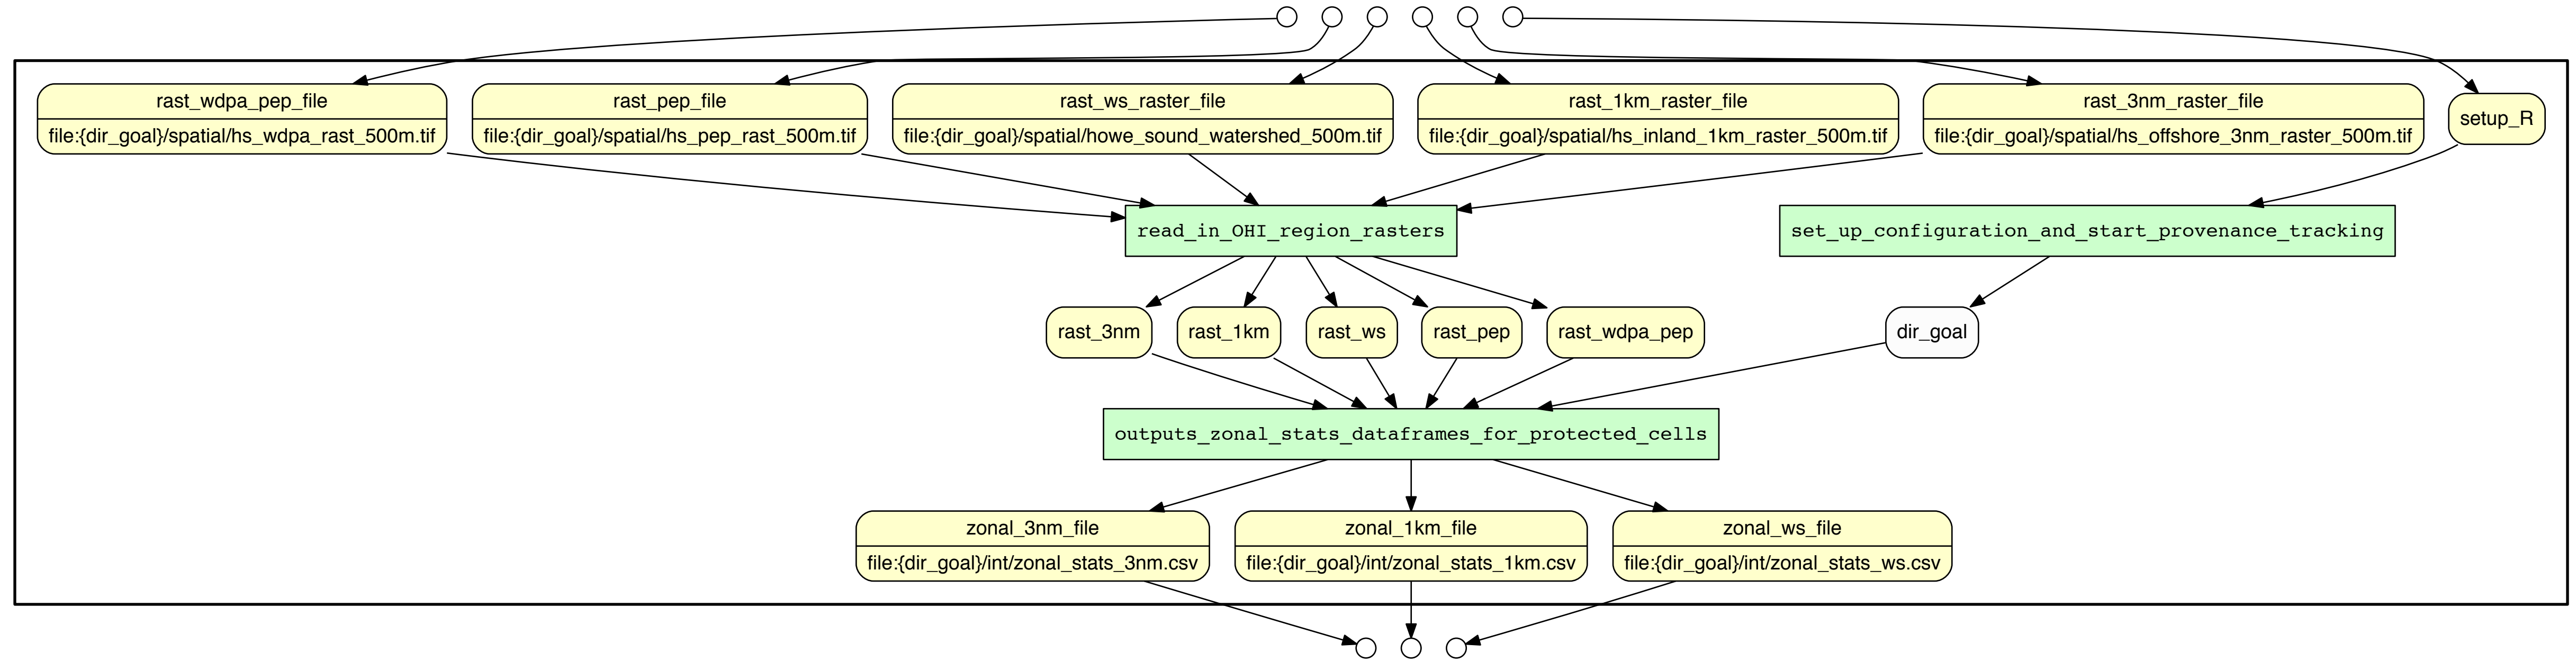 rast_wdpa_pep_file
file:{dir_goal}/spatial/hs_wdpa_rast_500m.tif
rast_pep_file
file:{dir_goal}/spatial/hs_pep_rast_500m.tif
rast_ws_raster_file
file:{dir_goal}/spatial/howe_sound_watershed_500m.tif
rast_1km_raster_file
file:{dir_goal}/spatial/hs_inland_1km_raster_500m.tif
rast_3nm_raster_file
file:{dir_goal}/spatial/hs_offshore_3nm_raster_500m.tif
setup_R
read_in_OHI_region_rasters
set_up_configuration_and_start_provenance_tracking
rast_3nm
rast_1km
rast_ws
rast_pep
rast_wdpa_pep
dir_goal
outputs_zonal_stats_dataframes_for_protected_cells
zonal_3nm_file
file:{dir_goal}/int/zonal_stats_3nm.csv
zonal_1km_file
file:{dir_goal}/int/zonal_stats_1km.csv
zonal_ws_file
file:{dir_goal}/int/zonal_stats_ws.csv